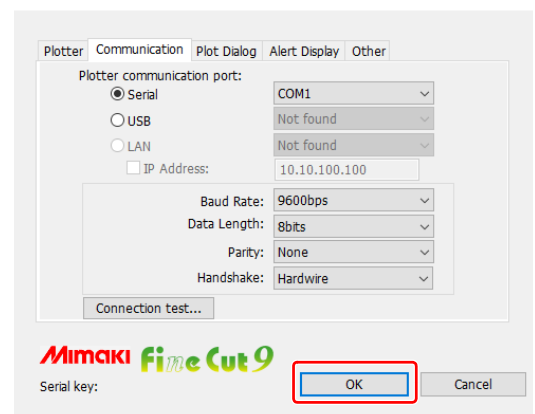 Plotter Communication Plot Dialog Alert Display Other
Plotter communication port:
Serial COM1
USB Not found
LAN Not found
IP Address: 10.10.100.100
Baud Rate: 9600bps
Data Length: 8bits
Parity: None
Handshake: Hardwire
Connection test...
Mimaki Fine Cut 9
Serial key:
OK Cancel